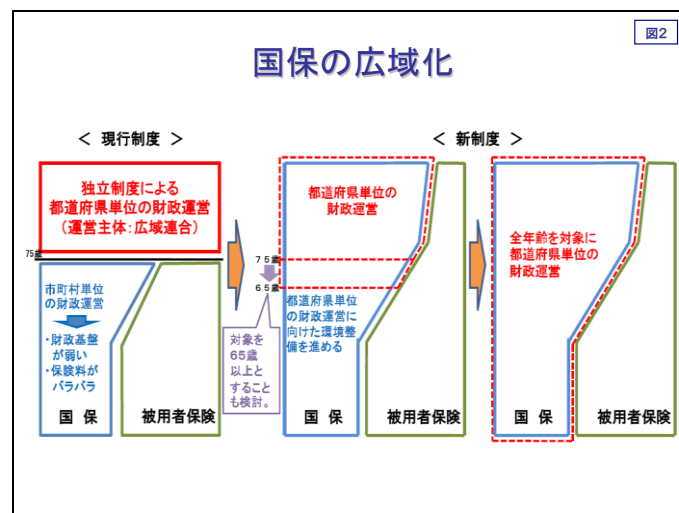 図2
国保の広域化
＜ 現行制度 ＞
独立制度による
都道府県単位の財政運営
（運営主体：広域連合）
75歳
市町村単位
の財政運営
・財政基盤
が弱い
・保険料が
バラバラ
国 保
被用者保険
＜ 新制度 ＞
都道府県単位の
財政運営
７５歳
６５歳
対象を
65歳
以上と
すること
も検討。
都道府県単位
の財政運営に
向けた環境整
備を進める
国 保
被用者保険
全年齢を対象に
都道府県単位の
財政運営
国 保
被用者保険